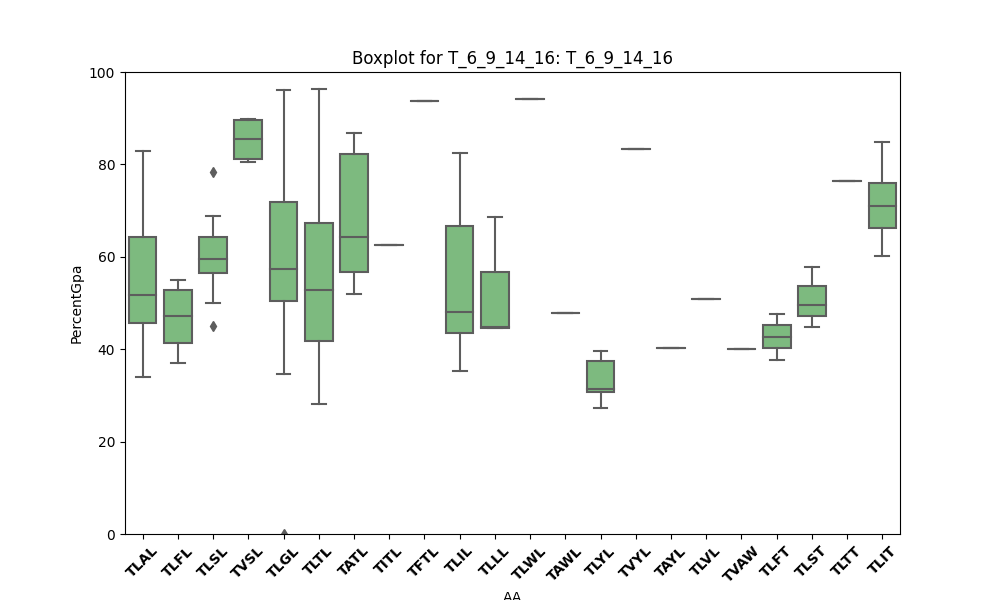 Boxplot for T_6_9_14_16: T_6_9_14_16
PercentGpa
100
80
60
40
20
0
TLAL TLFL TLSL TVSL TLGL TLTL TATL TITL TFTL TLIL TLLL TLWL TAWL TLYL TVYL TAYL TLVL TVAW TLFT TLST TLTT TLIT
AA